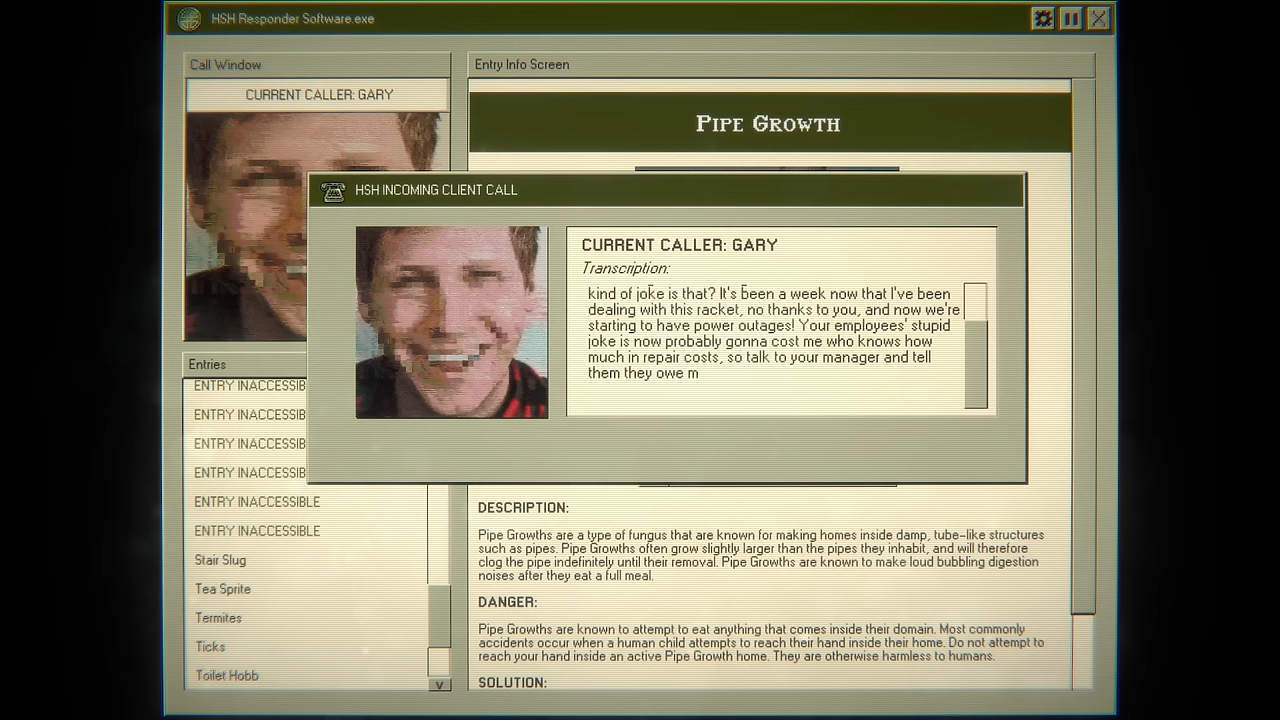 HSH Responder Software.exe
Call Window
CURRENT CALLER: GARY
Entry Info Screen
PIPE GROWTH
HSH INCOMING CLIENT CALL
CURRENT CALLER: GARY
Transcription:
kind of joke is that? It's been a week now that I've been
dealing with this racket, no thanks to you, and now we're
starting to have power outages! Your employees' stupid
joke is now probably gonna cost me who knows how
much in repair costs, so talk to your manager and tell
them they owe m
Entries
ENTRY INACCESSIB
ENTRY INACCESSIB
ENTRY INACCESSIB
ENTRY INACCESSIB
ENTRY INACCESSIBLE
ENTRY INACCESSIBLE
Stair Slug
Tea Sprite
Termites
Ticks
Toilet Hobb
V
DESCRIPTION:
Pipe Growths are a type of fungus that are known for making homes inside damp, tube-like structures
such as pipes. Pipe Growths often grow slightly larger than the pipes they inhabit, and will therefore
clog the pipe indefinitely until their removal. Pipe Growths are known to make loud bubbling digestion
noises after they eat a full meal.
DANGER:
Pipe Growths are known to attempt to eat anything that comes inside their domain. Most commonly
accidents occur when a human child attempts to reach their hand inside their home. Do not attempt to
reach your hand inside an active Pipe Growth home. They are otherwise harmless to humans.
SOLUTION: